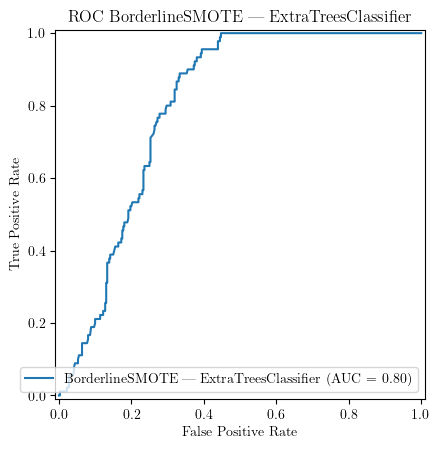 ROC BorderlineSMOTE — ExtraTreesClassifier
1.0
0.8
0.6
0.4
0.2
0.0
True Positive Rate
BorderlineSMOTE — ExtraTreesClassifier (AUC = 0.80)
0.0 0.2 0.4 0.6 0.8 1.0
False Positive Rate